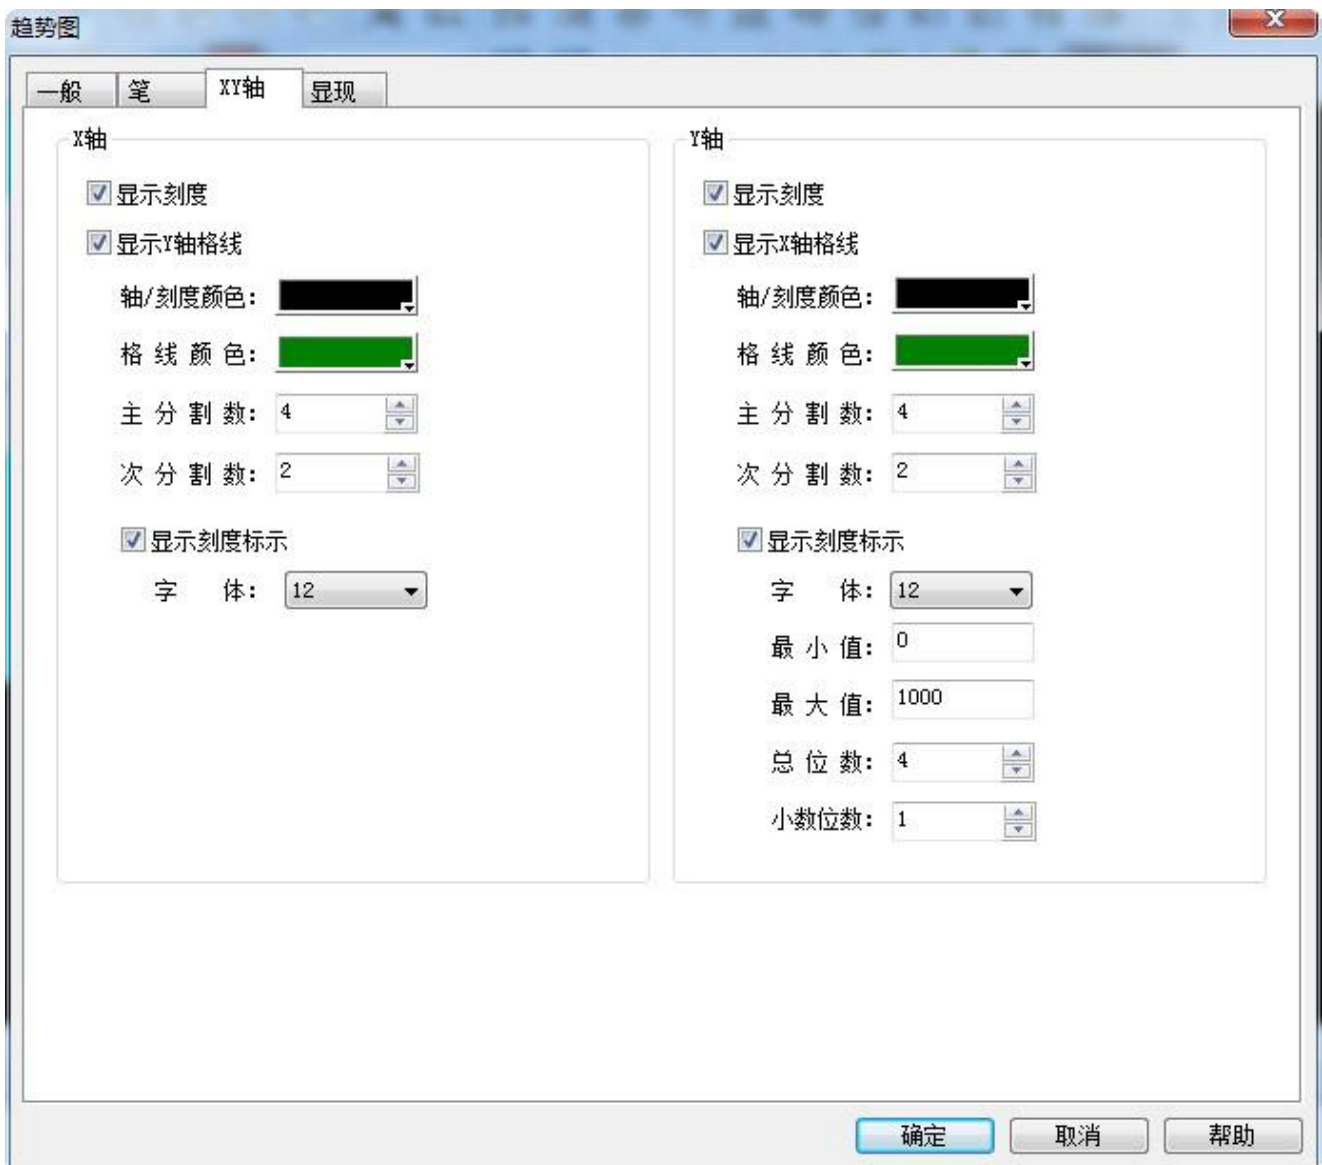 趋势图
一般 笔 XY轴 显现
X轴
显示刻度
显示Y轴格线
轴/刻度颜色:
格线颜色:
主分割数: 4
次分割数: 2
显示刻度标示
字 体: 12
Y轴
显示刻度
显示X轴格线
轴/刻度颜色:
格线颜色:
主分割数: 4
次分割数: 2
显示刻度标示
字 体: 12
最小值: 0
最大值: 1000
总位数: 4
小数位数: 1
确定 取消 帮助